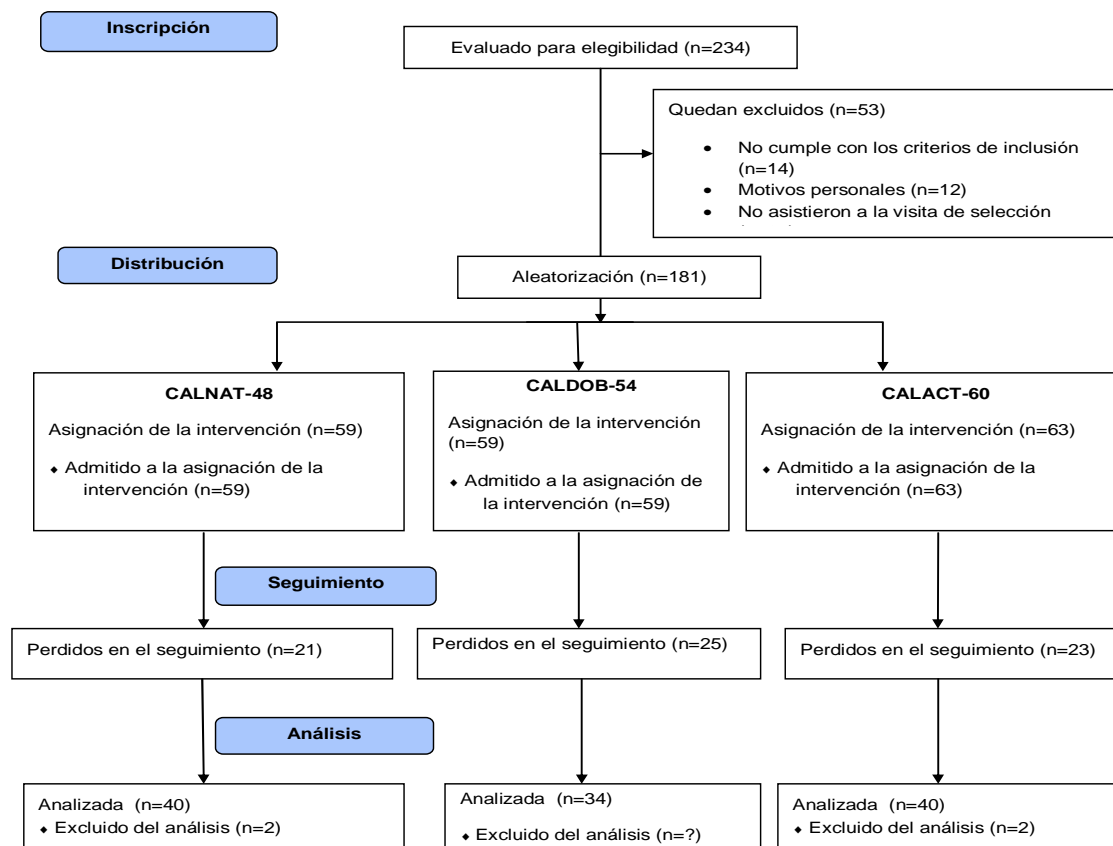 Inscripción
Evaluado para elegibilidad (n=234)
Quedan excluidos (n=53)
• No cumple con los criterios de inclusión
(n=14)
• Motivos personales (n=12)
• No asistieron a la visita de selección
Distribución
Aleatorización (n=181)
CALNAT-48
Asignación de la intervención (n=59)
⬥ Admitido a la asignación de la
intervención (n=59)
CALDOB-54
Asignación de la intervención
(n=59)
⬥ Admitido a la asignación de
la intervención (n=59)
CALACT-60
Asignación de la intervención (n=63)
⬥ Admitido a la asignación de la
intervención (n=63)
Seguimiento
Perdidos en el seguimiento (n=21)
Perdidos en el seguimiento (n=25)
Perdidos en el seguimiento (n=23)
Análisis
Analizada (n=40)
⬥ Excluido del análisis (n=2)
Analizada (n=34)
⬥ Excluido del análisis (n=?)
Analizada (n=40)
⬥ Excluido del análisis (n=2)